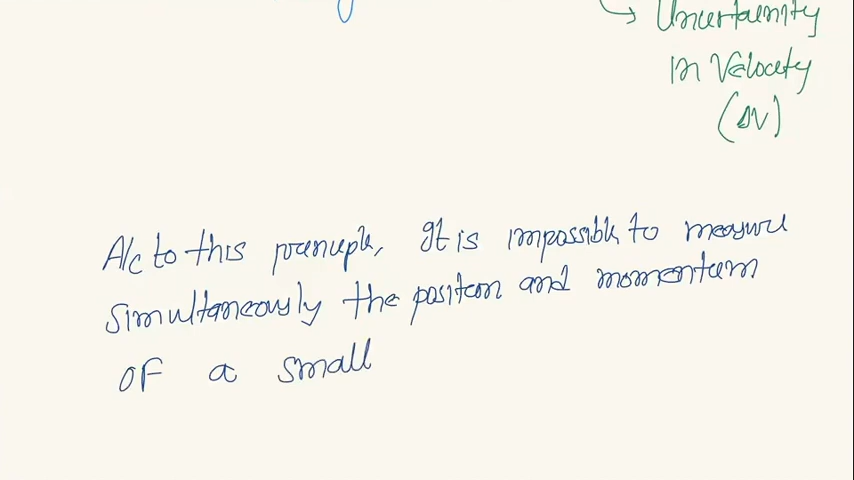 Uncertainity
in Velocity
(ΔV)
A/c to this principle, It is impossible to measure
simultaneously the position and momentum
of a small